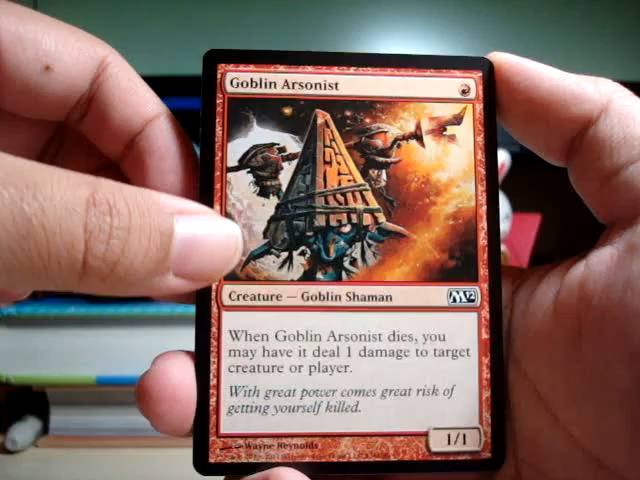 Goblin Arsonist
Creature — Goblin Shaman
M12
When Goblin Arsonist dies, you
may have it deal 1 damage to target
creature or player.
With great power comes great risk of
getting yourself killed.
1/1
Wayne Reynolds